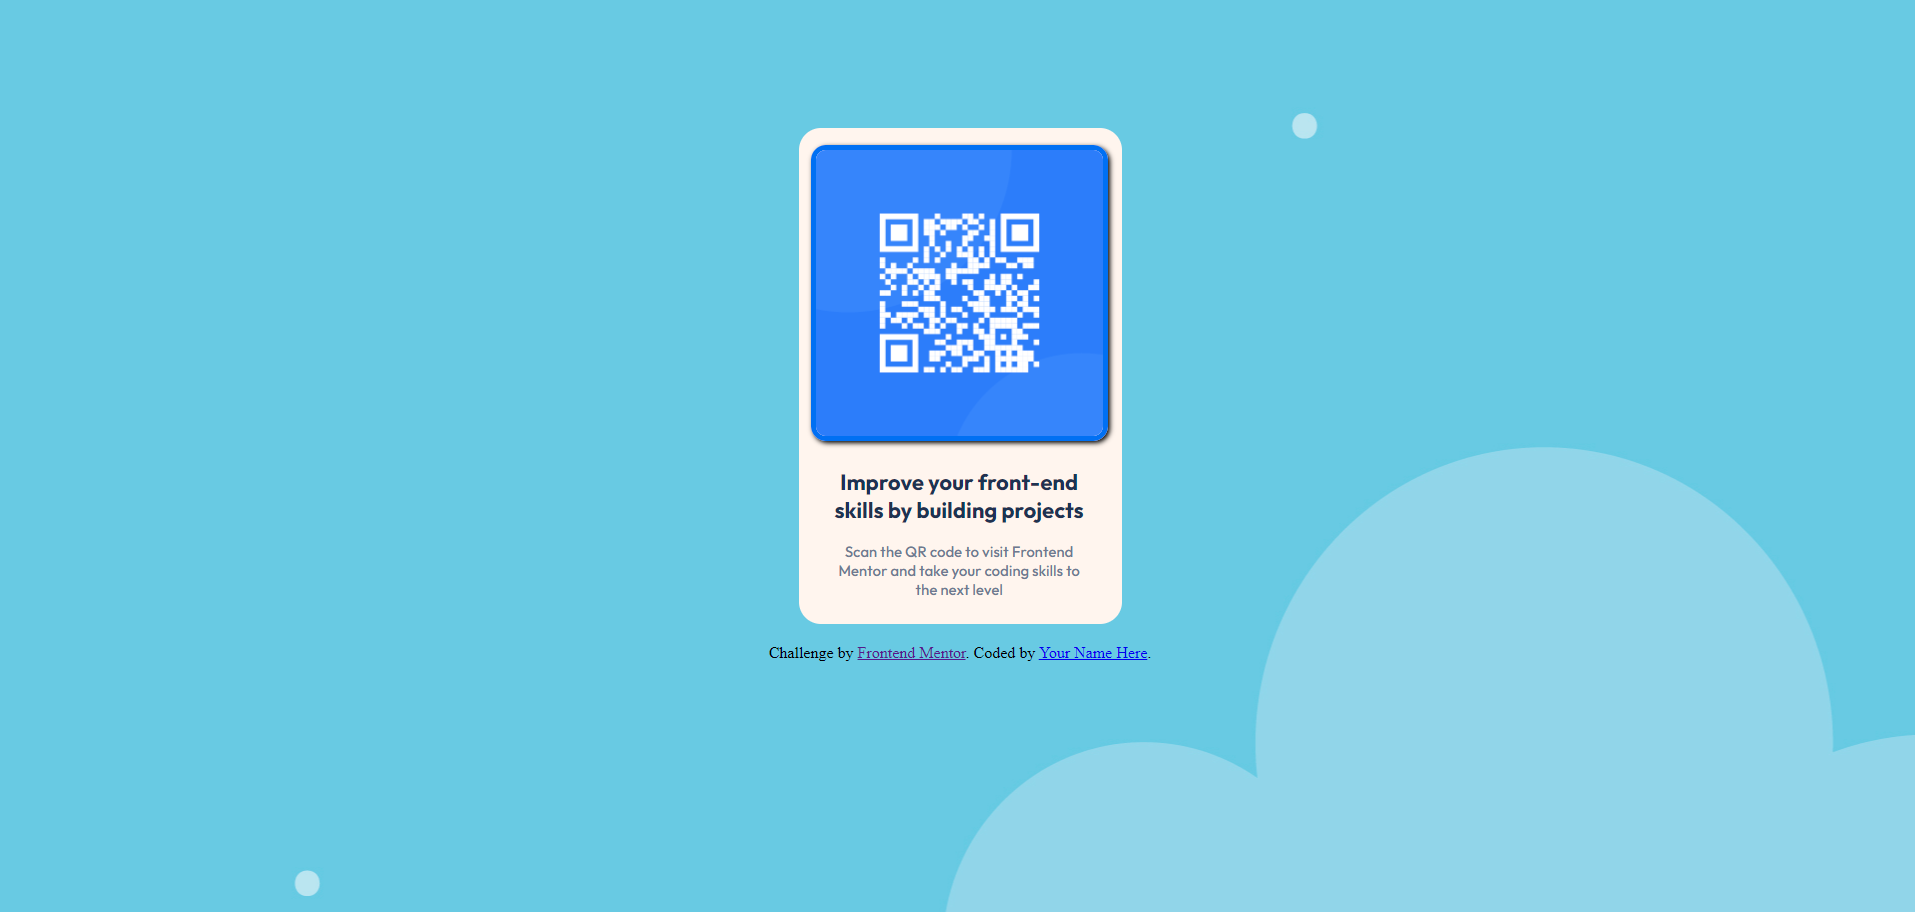 Improve your front-end
skills by building projects
Scan the QR code to visit Frontend
Mentor and take your coding skills to
the next level
Challenge by Frontend Mentor. Coded by Your Name Here.